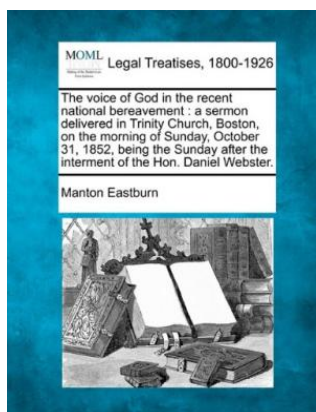 MOML
Legal Treatises, 1800-1926
The voice of God in the recent
national bereavement : a sermon
delivered in Trinity Church, Boston,
on the morning of Sunday, October
31, 1852, being the Sunday after the
interment of the Hon. Daniel Webster.
Manton Eastburn